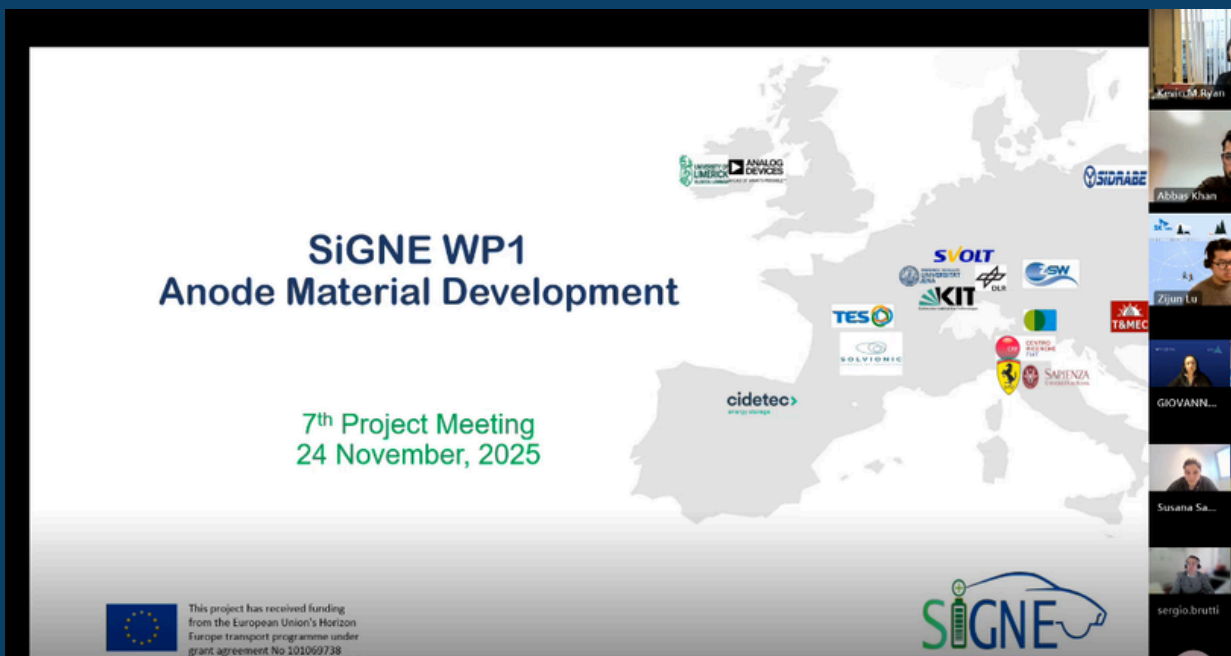 SiGNE WP1
Anode Material Development
7th Project Meeting
24 November, 2025
This project has received funding
from the European Union's Horizon
Europe transport programme under
grant agreement No 101069738
UNIVERSITY OF
LIMERICK
ANALOG
DEVICES
SIDRABE
SVOLT
UNIVERSITÄT
JENA
DLR
ZSW
KIT
TES
T&MEC
SOLVIONIC
CENTRO
RICERCHE
FIAT
SAPIENZA
cidetec>
energy storage
SiGNE
Kevin.M.Ryan
Abbas Khan
Zijun Lu
GIOVANN...
Susana Sa...
sergio.brutti